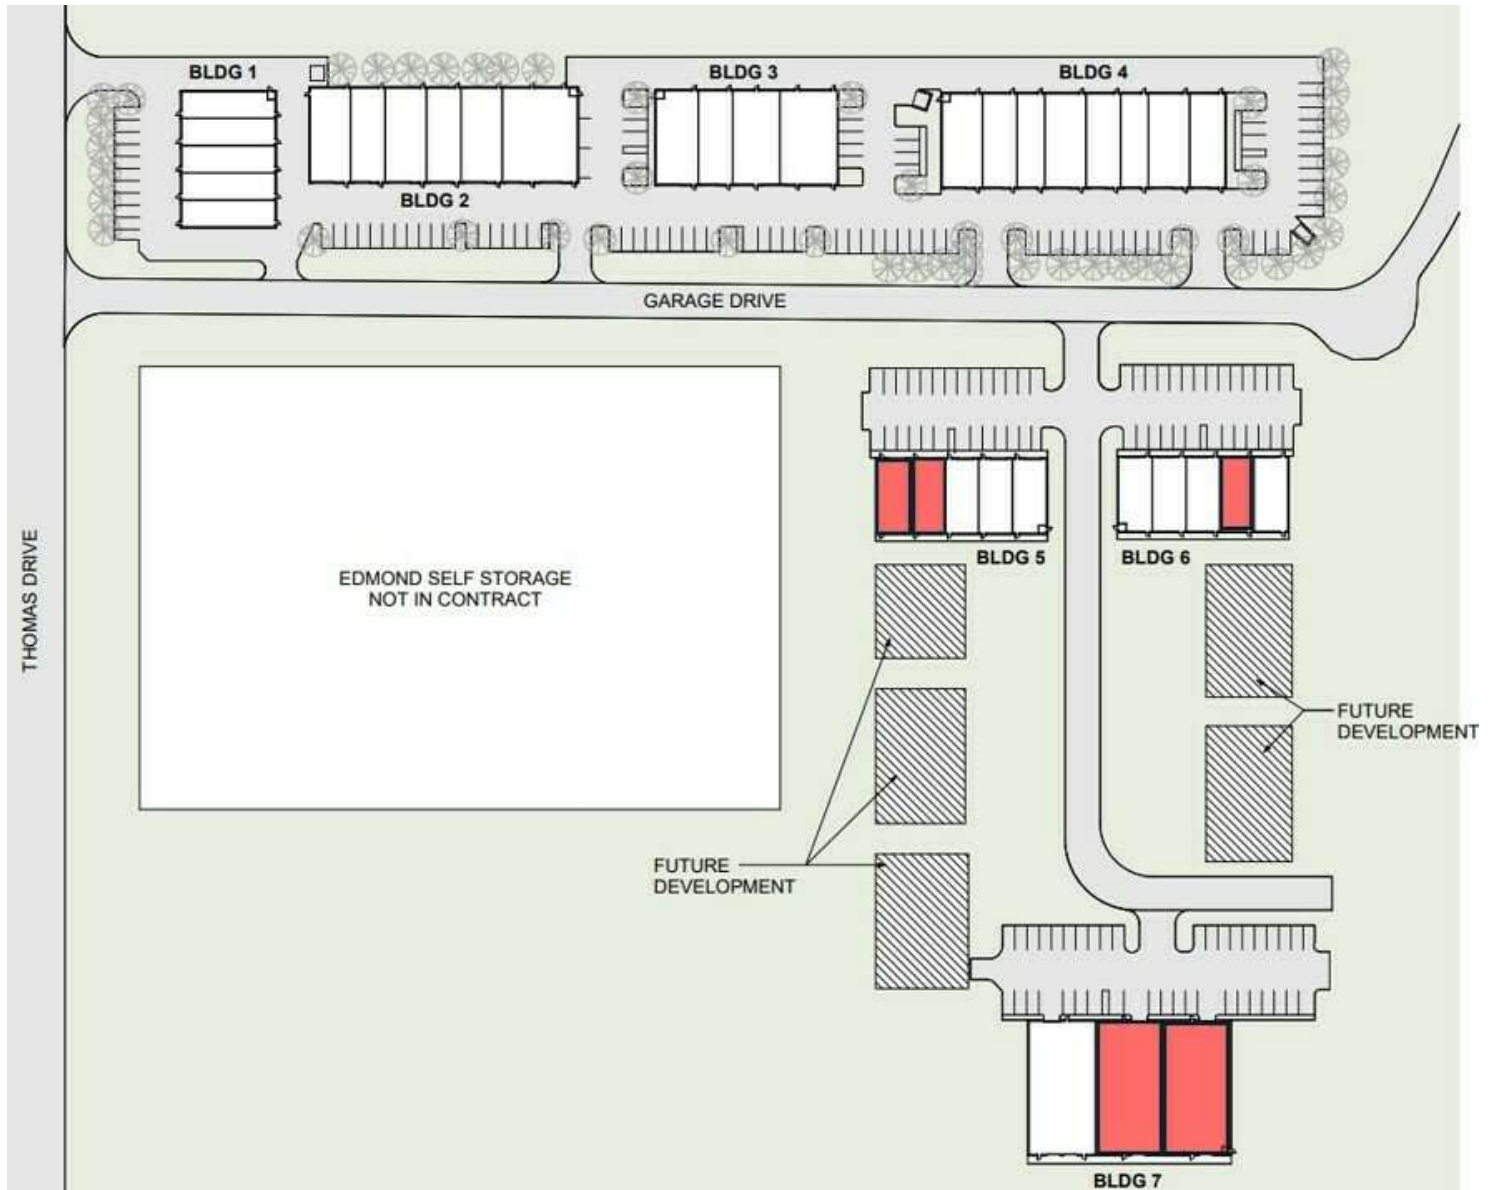 BLDG 1
BLDG 3
BLDG 4
BLDG 2
GARAGE DRIVE
THOMAS DRIVE
EDMOND SELF STORAGE
NOT IN CONTRACT
BLDG 5
BLDG 6
FUTURE
DEVELOPMENT
FUTURE
DEVELOPMENT
BLDG 7